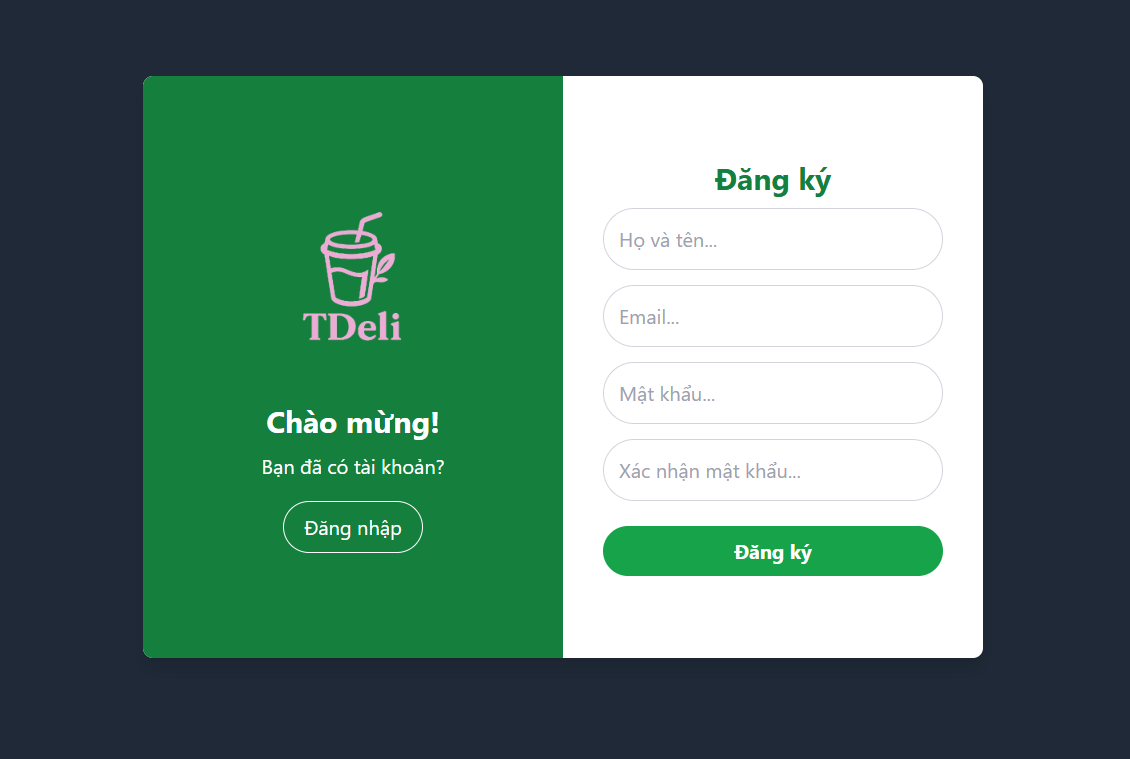 TDeli
Chào mừng!
Bạn đã có tài khoản?
Đăng nhập
Đăng ký
Họ và tên...
Email...
Mật khẩu...
Xác nhận mật khẩu...
Đăng ký